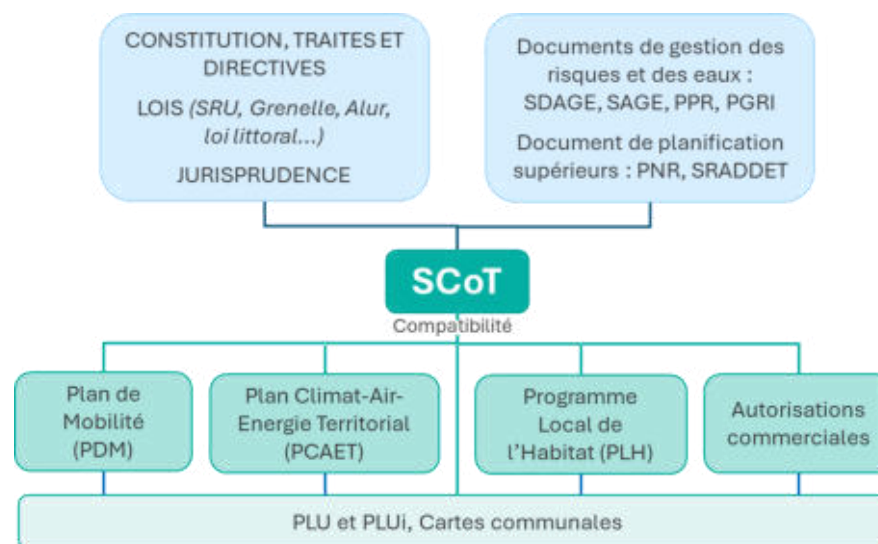 CONSTITUTION, TRAITES ET
DIRECTIVES
LOIS (SRU, Grenelle, Alur,
loi littoral...)
JURISPRUDENCE
Documents de gestion des
risques et des eaux :
SDAGE, SAGE, PPR, PGRI
Document de planification
supérieurs : PNR, SRADDET
SCoT
Compatibilité
Plan de
Mobilité
(PDM)
Plan Climat-Air-
Energie Territorial
(PCAET)
Programme
Local de
l'Habitat (PLH)
Autorisations
commerciales
PLU et PLUi, Cartes communales